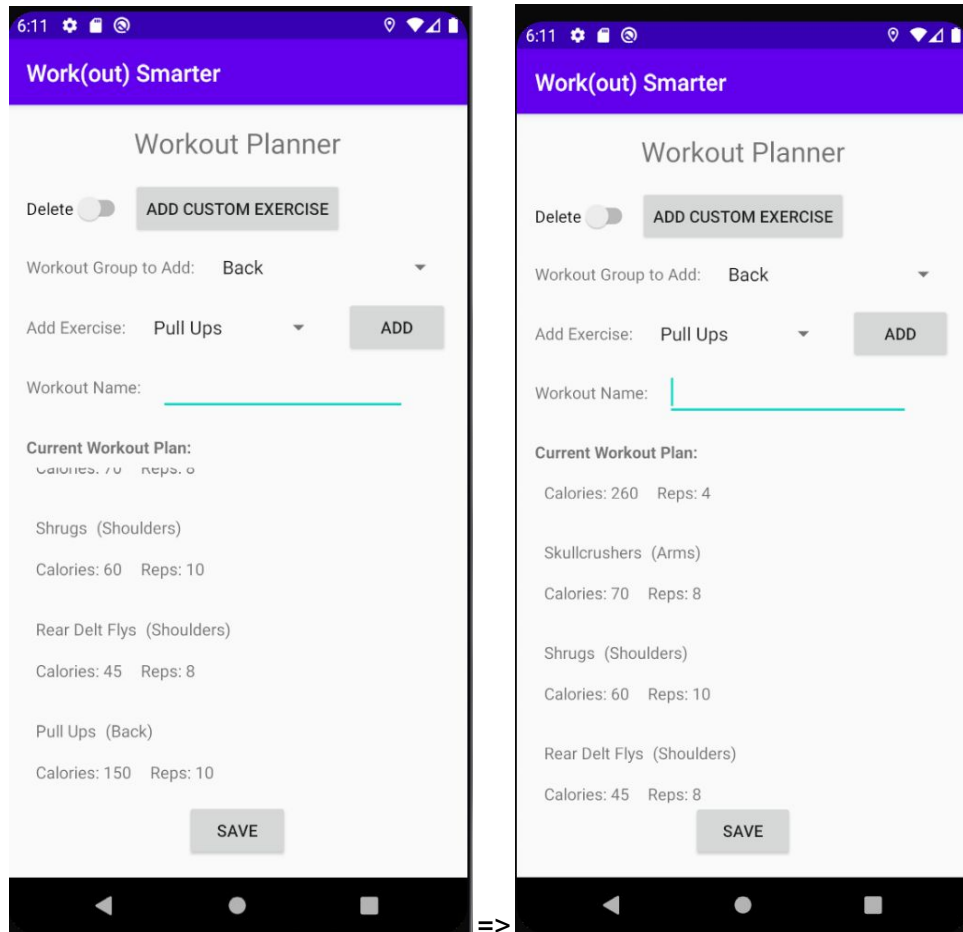 6:11
Work(out) Smarter
Workout Planner
Delete
ADD CUSTOM EXERCISE
Workout Group to Add: Back
Add Exercise: Pull Ups
ADD
Workout Name:
Current Workout Plan:
Calories: 70 Reps: 8
Shrugs (Shoulders)
Calories: 60 Reps: 10
Rear Delt Flys (Shoulders)
Calories: 45 Reps: 8
Pull Ups (Back)
Calories: 150 Reps: 10
SAVE
=>
6:11
Work(out) Smarter
Workout Planner
Delete
ADD CUSTOM EXERCISE
Workout Group to Add: Back
Add Exercise: Pull Ups
ADD
Workout Name:
Current Workout Plan:
Calories: 260 Reps: 4
Skullcrushers (Arms)
Calories: 70 Reps: 8
Shrugs (Shoulders)
Calories: 60 Reps: 10
Rear Delt Flys (Shoulders)
Calories: 45 Reps: 8
SAVE